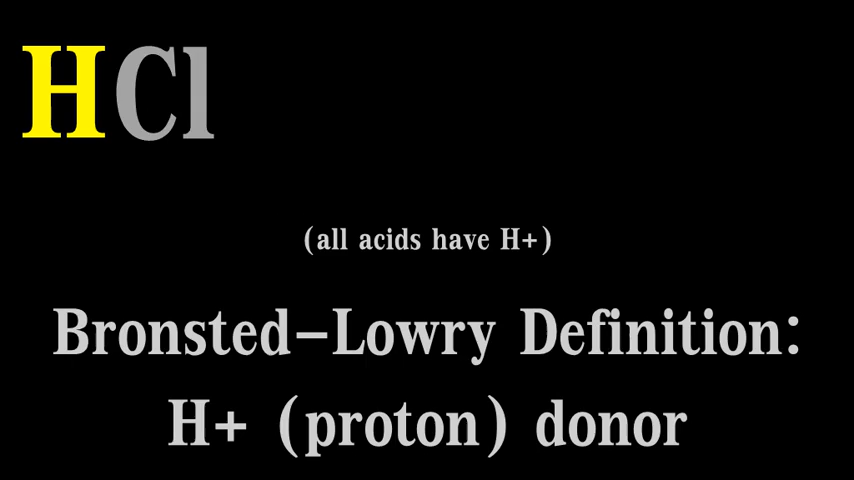 HCl
(all acids have H+)
Bronsted-Lowry Definition:
H+ (proton) donor